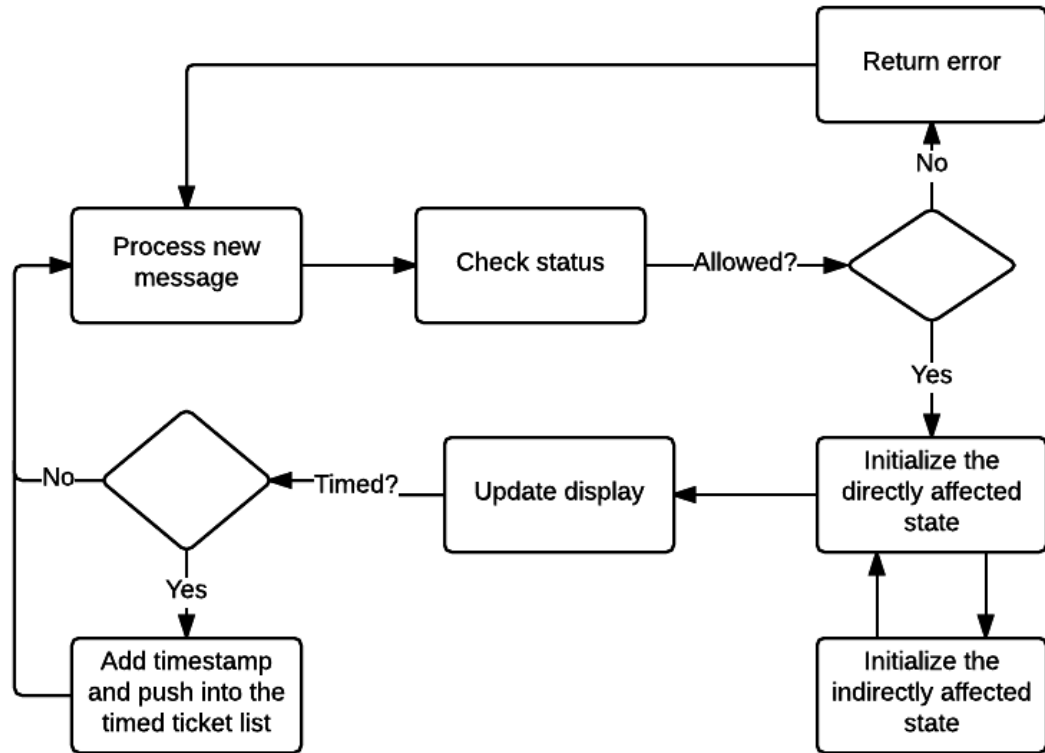 Return error
No
Process new
message
Check status
Allowed?
Yes
Initialize the
directly affected
state
Update display
Timed?
No
Yes
Add timestamp
and push into the
timed ticket list
Initialize the
indirectly affected
state